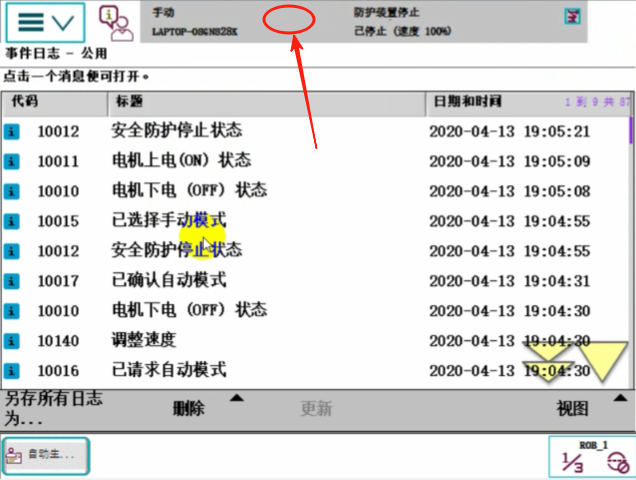 手动 防护装置停止
LAPTOP-OSGNS28K 已停止 (速度 100%)
事件日志 - 公用
点击一个消息便可打开。
代码 标题 日期和时间 1 到 9 共 87
10012 安全防护停止状态 2020-04-13 19:05:21
10011 电机上电(ON) 状态 2020-04-13 19:05:09
10010 电机下电 (OFF) 状态 2020-04-13 19:05:08
10015 已选择手动模式 2020-04-13 19:04:55
10012 安全防护停止状态 2020-04-13 19:04:55
10017 已确认自动模式 2020-04-13 19:04:31
10010 电机下电 (OFF) 状态 2020-04-13 19:04:30
10140 调整速度 2020-04-13 19:04:30
10016 已请求自动模式 2020-04-13 19:04:30
另存所有日志
为... 删除 更新 视图
自动生... ROB_1
1/3